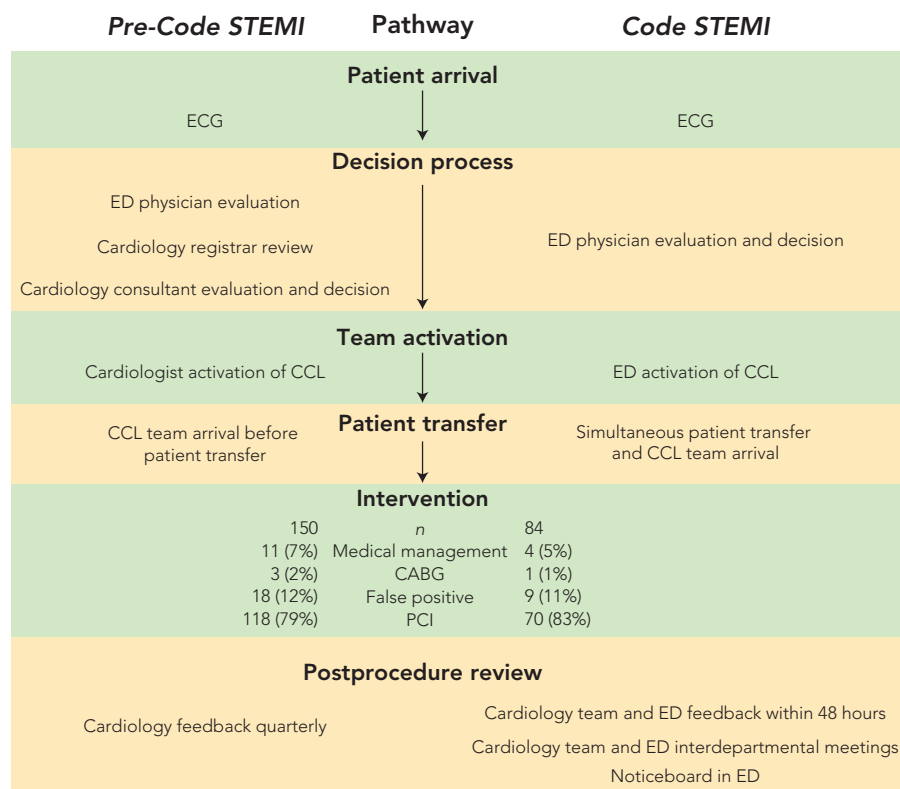 Pre-Code STEMI Pathway Code STEMI
Patient arrival
ECG ECG
Decision process
ED physician evaluation
ED physician evaluation and decision
Cardiology registrar review
Cardiology consultant evaluation and decision
Team activation
Cardiologist activation of CCL ED activation of CCL
Patient transfer
CCL team arrival before
patient transfer
Simultaneous patient transfer
and CCL team arrival
Intervention
150 n 84
11 (7%) Medical management 4 (5%)
3 (2%) CABG 1 (1%)
18 (12%) False positive 9 (11%)
118 (79%) PCI 70 (83%)
Postprocedure review
Cardiology feedback quarterly
Cardiology team and ED feedback within 48 hours
Cardiology team and ED interdepartmental meetings
Noticeboard in ED